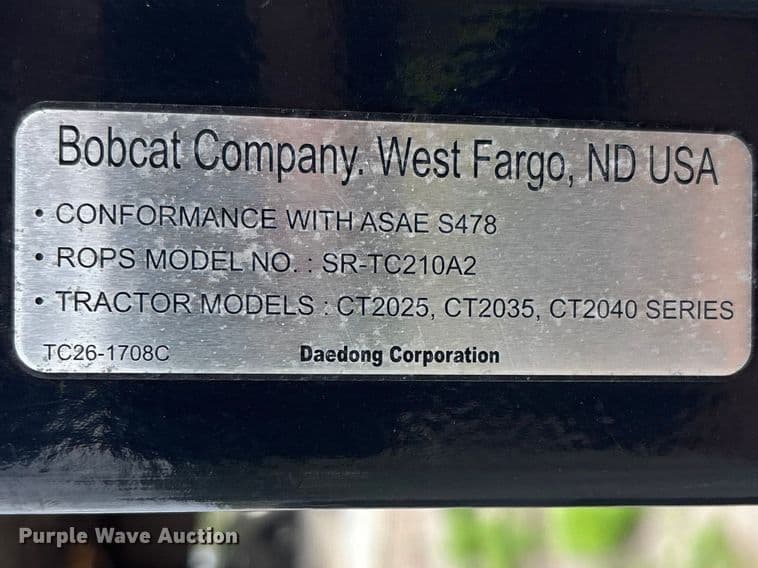 Bobcat Company. West Fargo, ND USA
• CONFORMANCE WITH ASAE S478
• ROPS MODEL NO. : SR-TC210A2
• TRACTOR MODELS : CT2025, CT2035, CT2040 SERIES
TC26-1708C Daedong Corporation
Purple Wave Auction